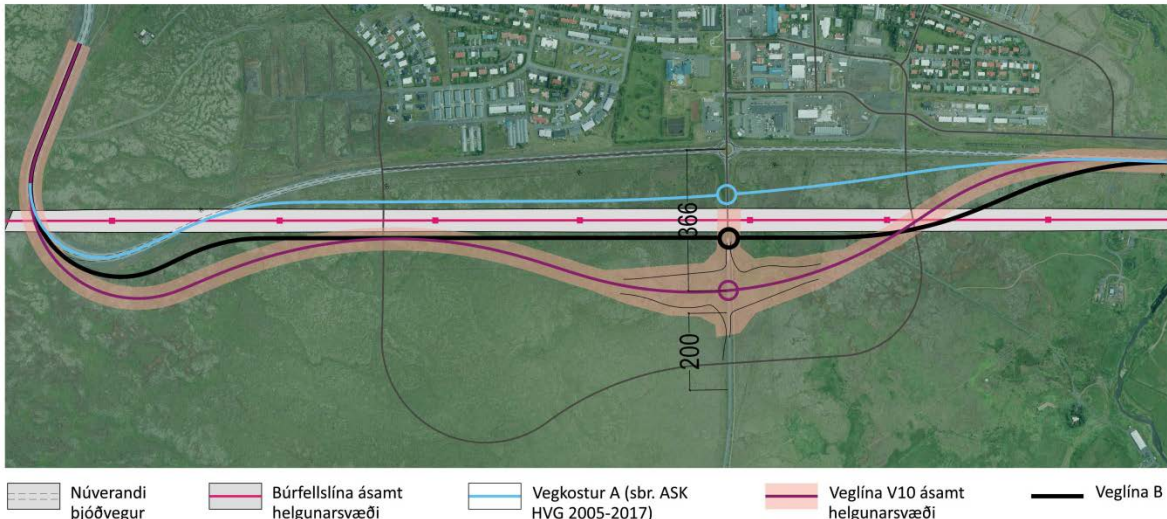 366
200
Núverandi
þjóðvegur
Búrfellslína ásamt
helgunarsvæði
Vegkostur A (sbr. ASK
HVG 2005-2017)
Veglína V10 ásamt
helgunarsvæði
Veglína B